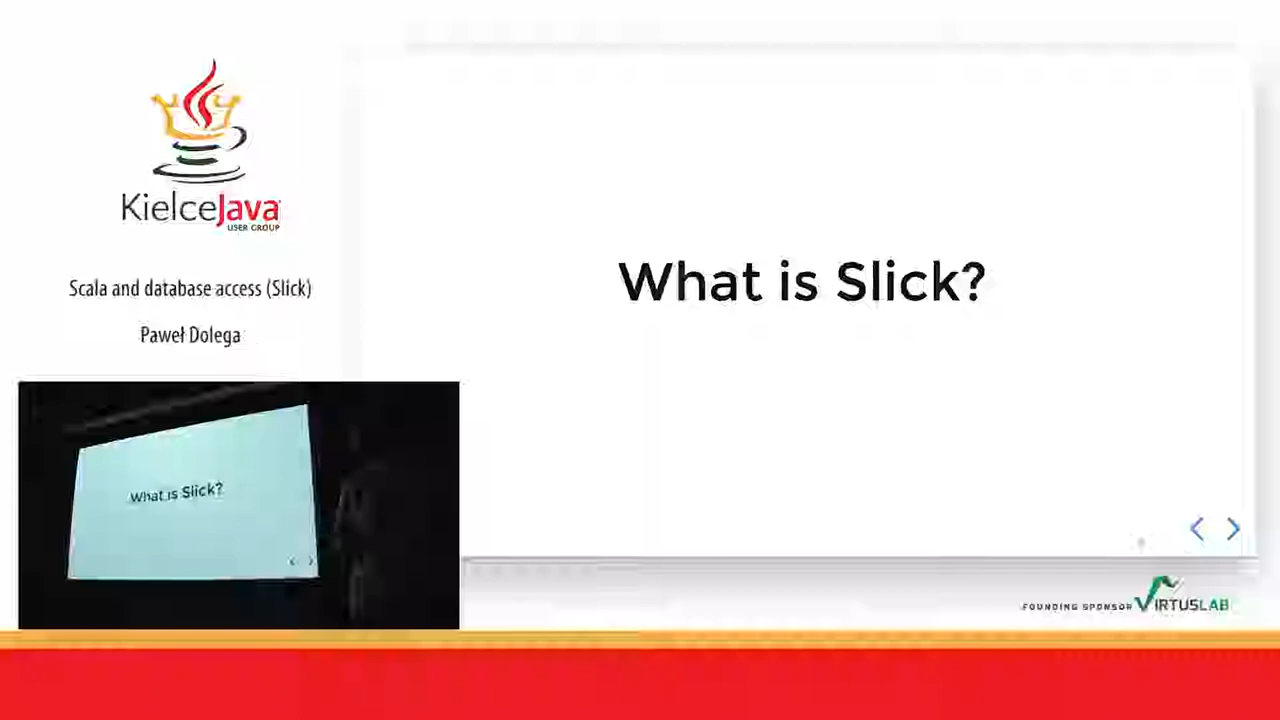 KielceJava
USER GROUP
Scala and database access (Slick)
Paweł Dolega
What is Slick?
What is Slick?
FOUNDING SPONSOR VIRTUSLAB